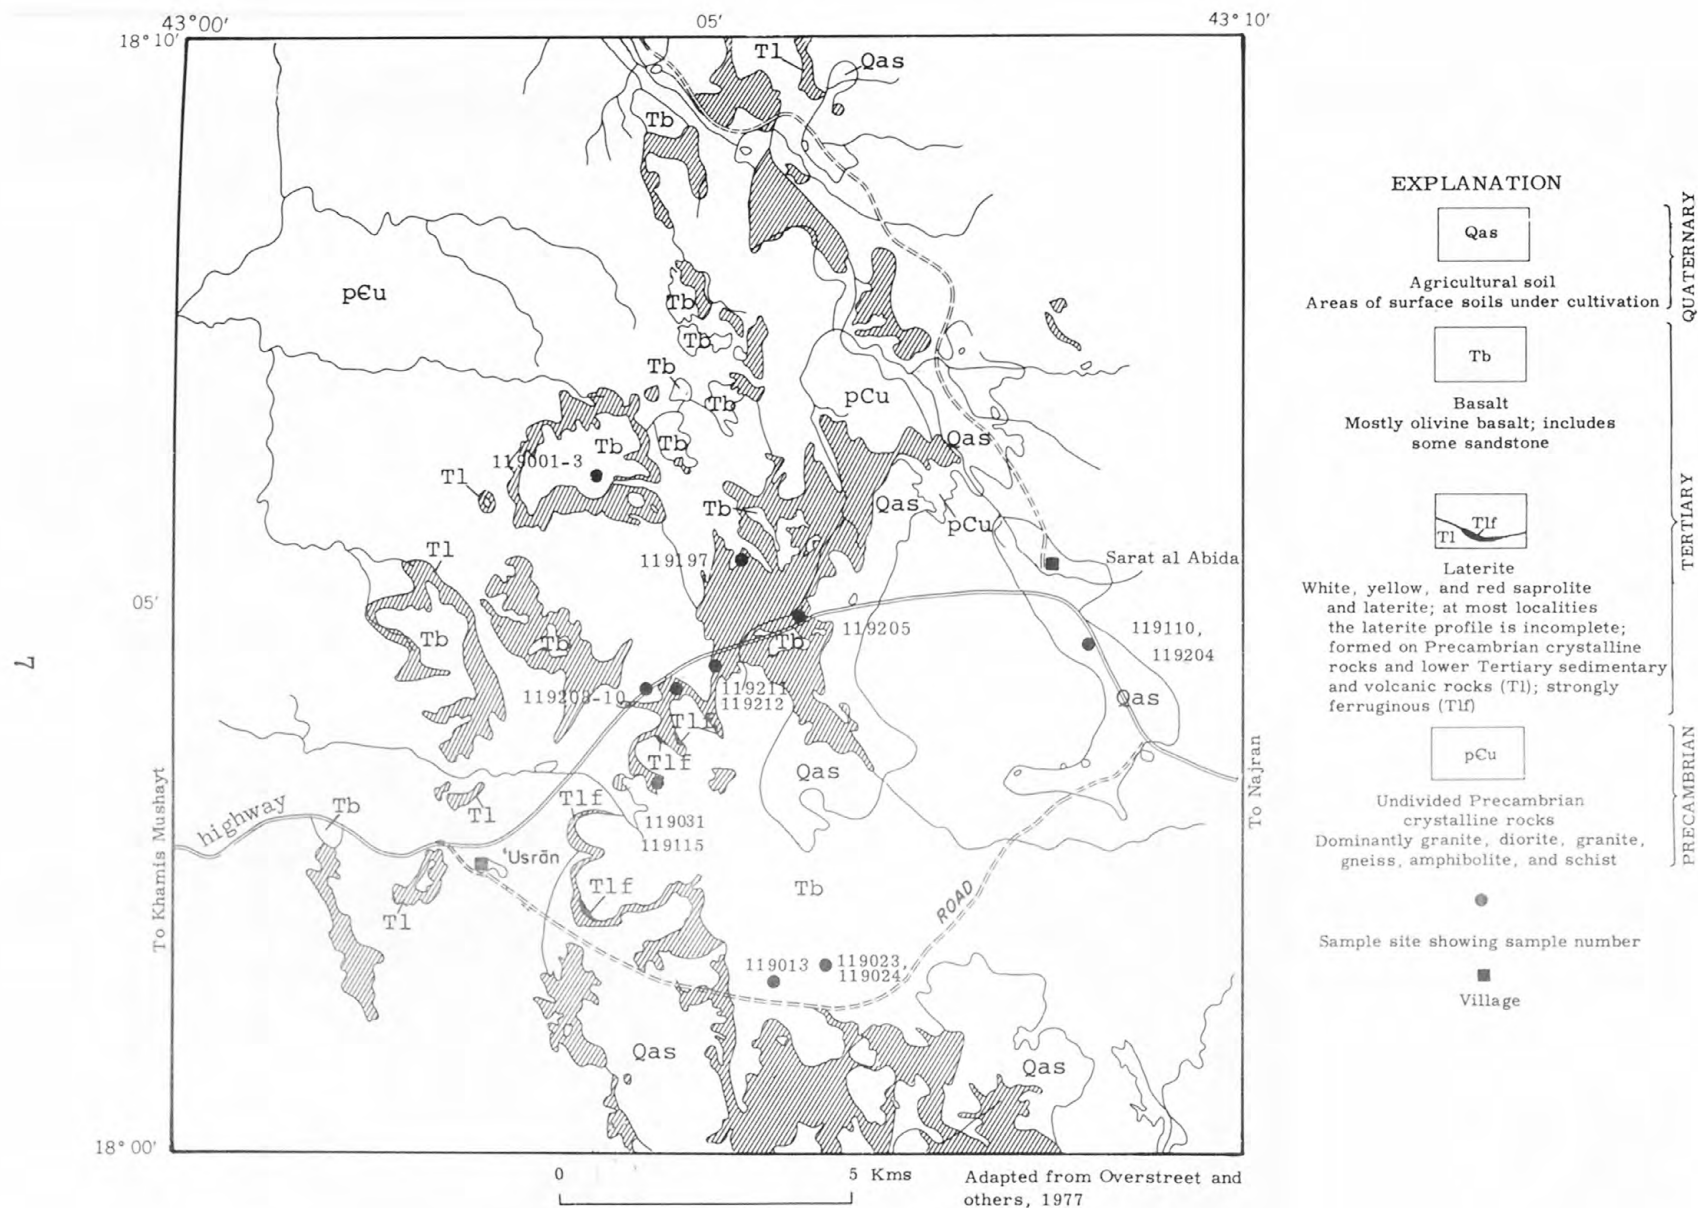 43°00′ 05′ 43°10′
18°10′
Tl
Qas
Tb
pЄu
Tb
Tb
Tb
Tb
pCu
Tb Tb Qas
119001-3
Tl
Qas
Tb pCu
Tl
119197 Sarat al Abida
05′
119205
119110,
119204
Tb Tb Tb
119208-10 119211
119212
Qas
Tlf
Tlf
Qas
Tlf
Tb Tl
highway
119031
119115
'Usrān
Tlf Tb
Tl
ROAD
119013 119023,
119024,
Qas
Qas
18°00′
To Khamis Mushayt
To Najran
0 5 Kms
Adapted from Overstreet and
others, 1977
7
EXPLANATION
Qas
Agricultural soil
Areas of surface soils under cultivation
QUATERNARY
Tb
Basalt
Mostly olivine basalt; includes
some sandstone
Tlf
Tl
Laterite
White, yellow, and red saprolite
and laterite; at most localities
the laterite profile is incomplete;
formed on Precambrian crystalline
rocks and lower Tertiary sedimentary
and volcanic rocks (Tl); strongly
ferruginous (Tlf)
TERTIARY
pЄu
Undivided Precambrian
crystalline rocks
Dominantly granite, diorite, granite,
gneiss, amphibolite, and schist
PRECAMBRIAN
Sample site showing sample number
Village